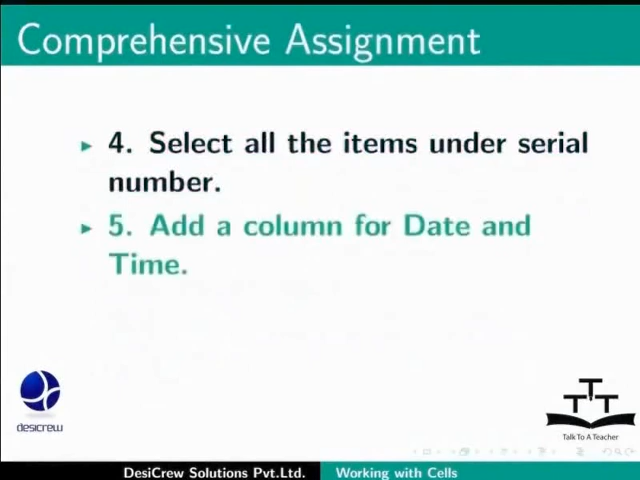 Comprehensive Assignment
▶ 4. Select all the items under serial
number.
▶ 5. Add a column for Date and
Time.
desicrew
TTT
Talk To A Teacher
DesiCrew Solutions Pvt.Ltd. Working with Cells